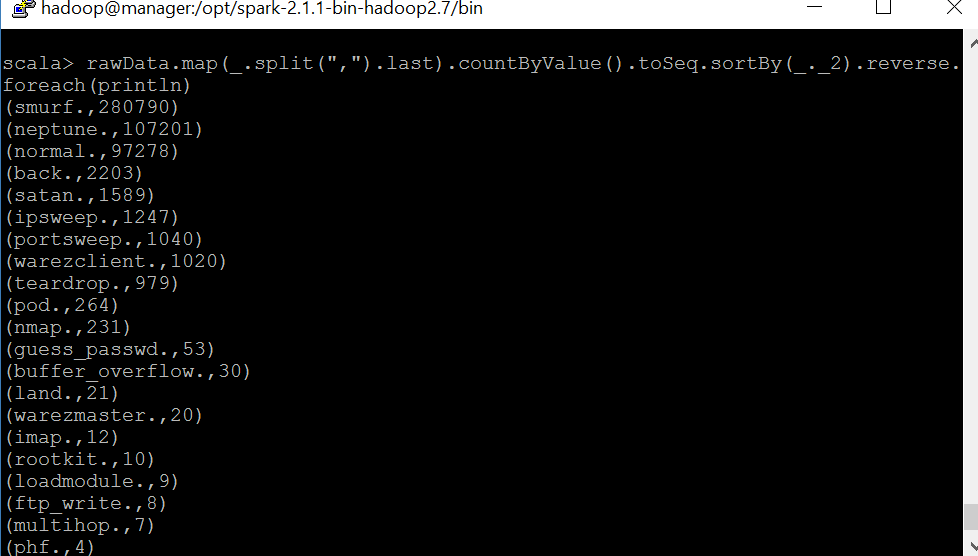 hadoop@manager:/opt/spark-2.1.1-bin-hadoop2.7/bin
scala> rawData.map(_.split(",").last).countByValue().toSeq.sortBy(_._2).reverse.
foreach(println)
(smurf.,280790)
(neptune.,107201)
(normal.,97278)
(back.,2203)
(satan.,1589)
(ipsweep.,1247)
(portsweep.,1040)
(warezclient.,1020)
(teardrop.,979)
(pod.,264)
(nmap.,231)
(guess_passwd.,53)
(buffer_overflow.,30)
(land.,21)
(warezmaster.,20)
(imap.,12)
(rootkit.,10)
(loadmodule.,9)
(ftp_write.,8)
(multihop.,7)
(phf.,4)